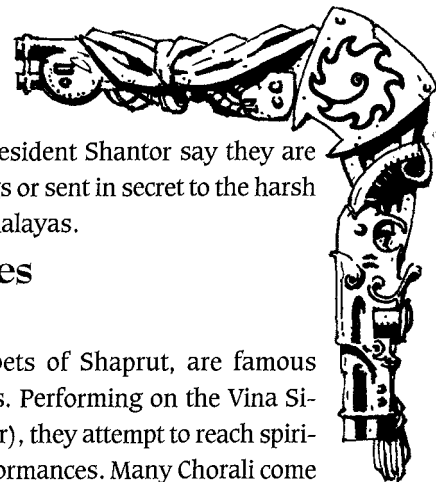 esident Shantor say they are
s or sent in secret to the harsh
alayas.
es
ets of Shaprut, are famous
s. Performing on the Vina Si-
r), they attempt to reach spiri-
ormances. Many Chorali come